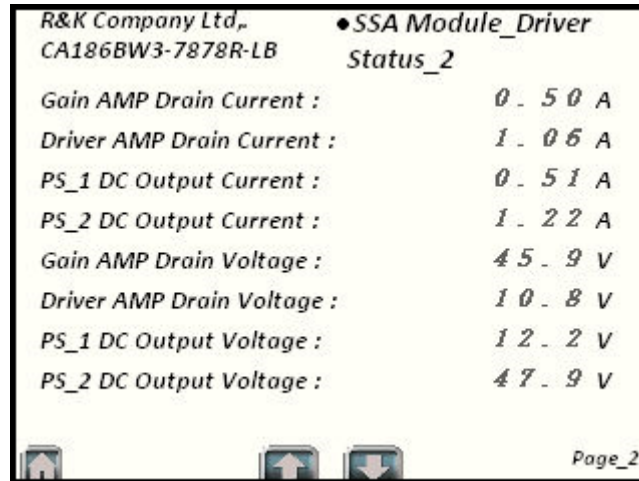 R&K Company Ltd,.
CA186BW3-7878R-LB
•SSA Module_Driver
Status_2
Gain AMP Drain Current : 0.50 A
Driver AMP Drain Current : 1.06 A
PS_1 DC Output Current : 0.51 A
PS_2 DC Output Current : 1.22 A
Gain AMP Drain Voltage : 45.9 V
Driver AMP Drain Voltage : 10.8 V
PS_1 DC Output Voltage : 12.2 V
PS_2 DC Output Voltage : 47.9 V
Page_2